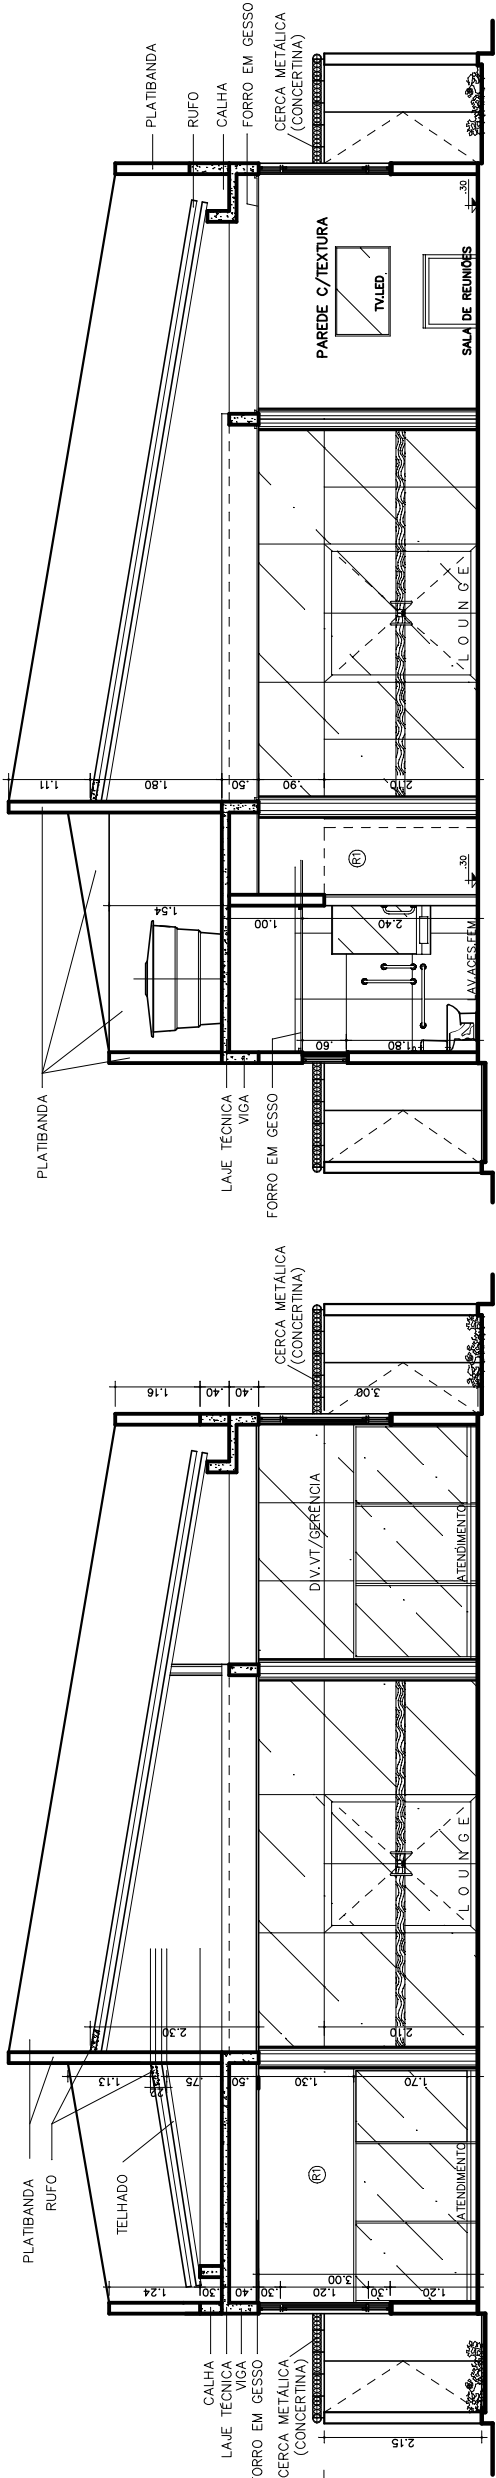 PLATIBANDA
RUFO
CALHA
FORRO EM GESSO
CERCA METÁLICA
(CONCERTINA)
PAREDE C/TEXTURA
TV.LED.
SALA DE REUNIÕES
.30
LOUNGE
1.11
1.80
.50
.90
2.10
R1
.30
1.54
1.00
2.40
LAV.ACES.FEM
.60
1.80
PLATIBANDA
LAJE TÉCNICA
VIGA
FORRO EM GESSO
CERCA METÁLICA
(CONCERTINA)
1.16
.40
.40
3.00
DIV.VT/GERÊNCIA
ATENDIMENTO
LOUNGE
2.30
2.10
1.13
.75
.50
1.30
1.70
PLATIBANDA
RUFO
TELHADO
R1
ATENDIMENTO
1.24
.30
.40
.30
1.20
.30
1.20
3.00
CALHA
LAJE TÉCNICA
VIGA
FORRO EM GESSO
CERCA METÁLICA
(CONCERTINA)
2.15